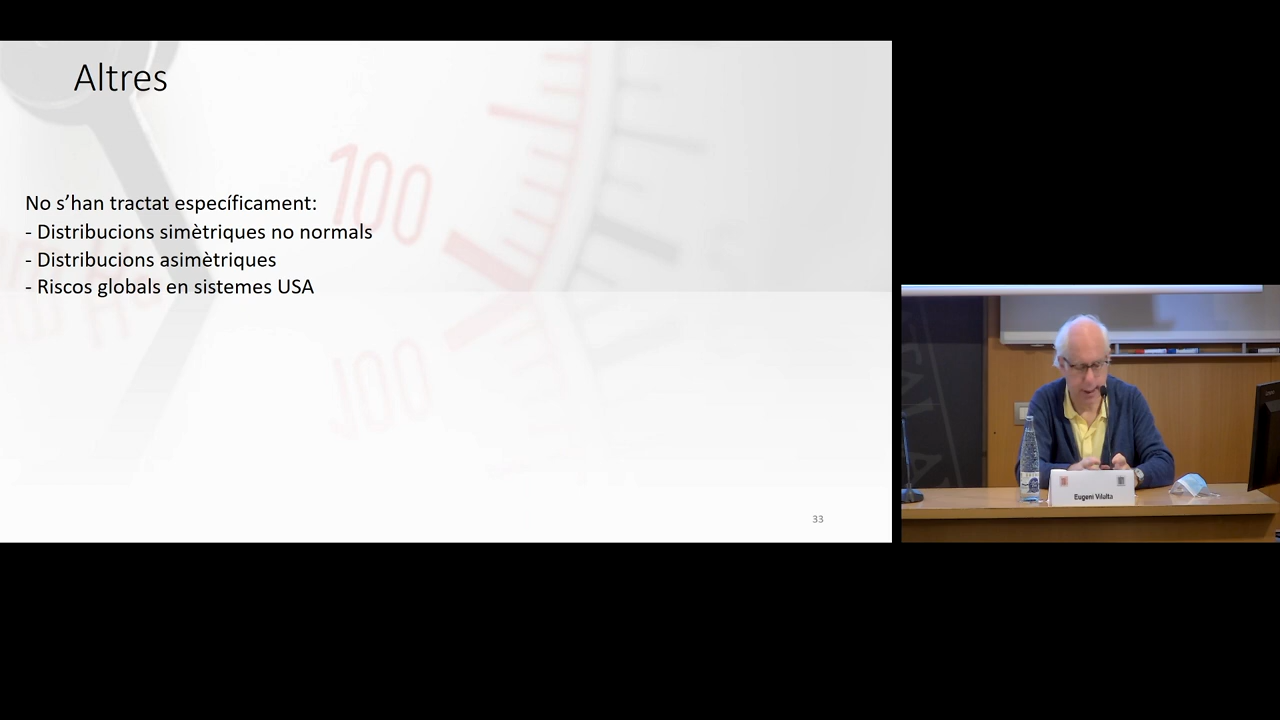 Altres
100
No s’han tractat específicament:
- Distribucions simètriques no normals
- Distribucions asimètriques
- Riscos globals en sistemes USA
33
Eugeni Vilalta